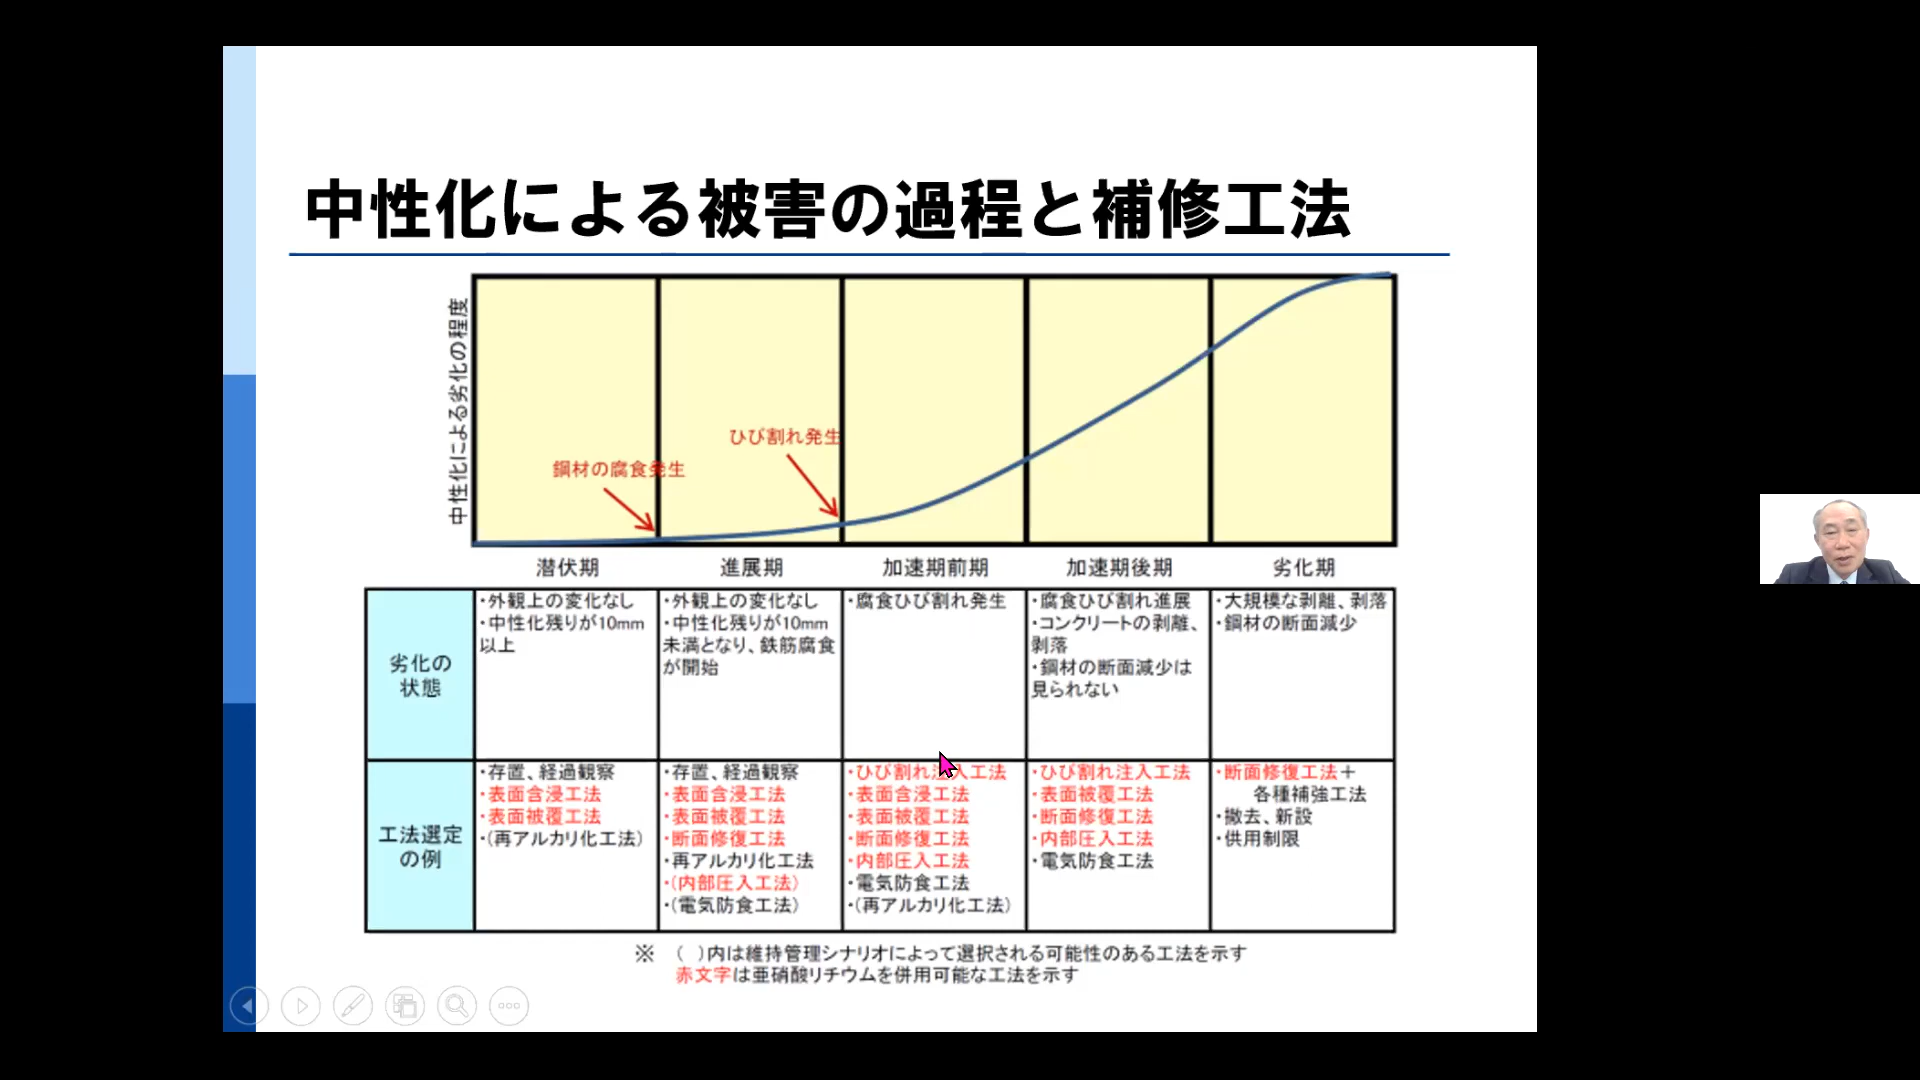 中性化による被害の過程と補修工法
中性化による劣化の程度
ひび割れ発生
鋼材の腐食発生
潜伏期
進展期
加速期前期
加速期後期
劣化期
劣化の
状態
・外観上の変化なし
・中性化残りが10mm
以上
・外観上の変化なし
・中性化残りが10mm
未満となり、鉄筋腐食
が開始
・腐食ひび割れ発生
・腐食ひび割れ進展
・コンクリートの剥離、
剥落
・鋼材の断面減少は
見られない
・大規模な剥離、剥落
・鋼材の断面減少
工法選定
の例
・存置、経過観察
・表面含浸工法
・表面被覆工法
・(再アルカリ化工法)
・存置、経過観察
・表面含浸工法
・表面被覆工法
・断面修復工法
・再アルカリ化工法
・(内部圧入工法)
・(電気防食工法)
・ひび割れ注入工法
・表面含浸工法
・表面被覆工法
・断面修復工法
・内部圧入工法
・電気防食工法
・(再アルカリ化工法)
・ひび割れ注入工法
・表面被覆工法
・断面修復工法
・内部圧入工法
・電気防食工法
・断面修復工法＋
各種補強工法
・撤去、新設
・供用制限
※ ( )内は維持管理シナリオによって選択される可能性のある工法を示す
赤文字は亜硝酸リチウムを併用可能な工法を示す